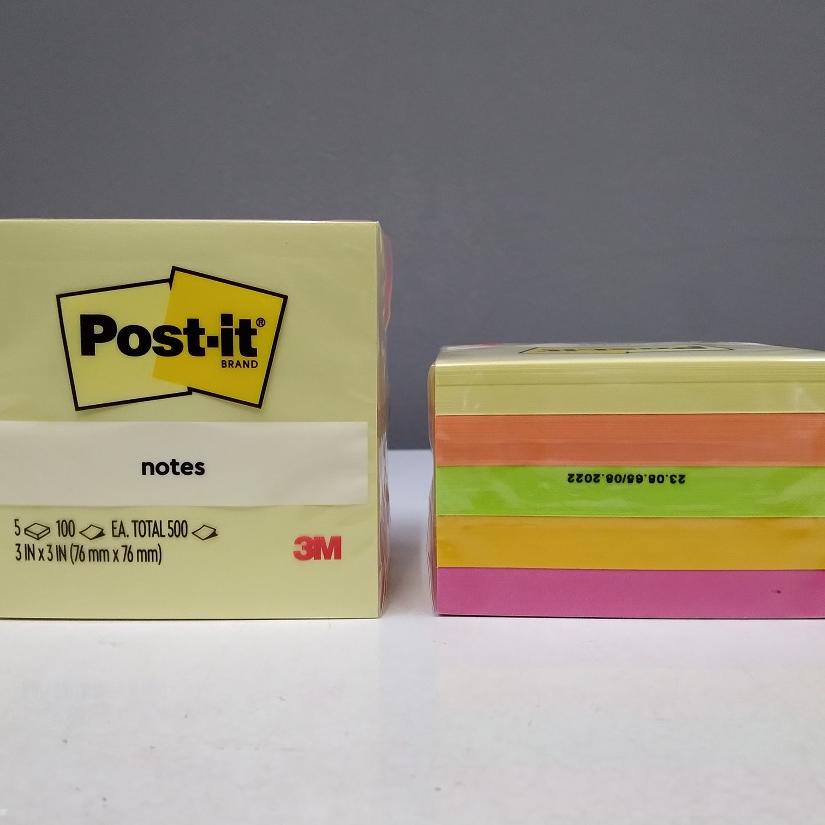 Post-it®
BRAND
notes
5 100 EA. TOTAL 500
3 IN x 3 IN (76 mm x 76 mm)
3M
23.08.65/08.2022